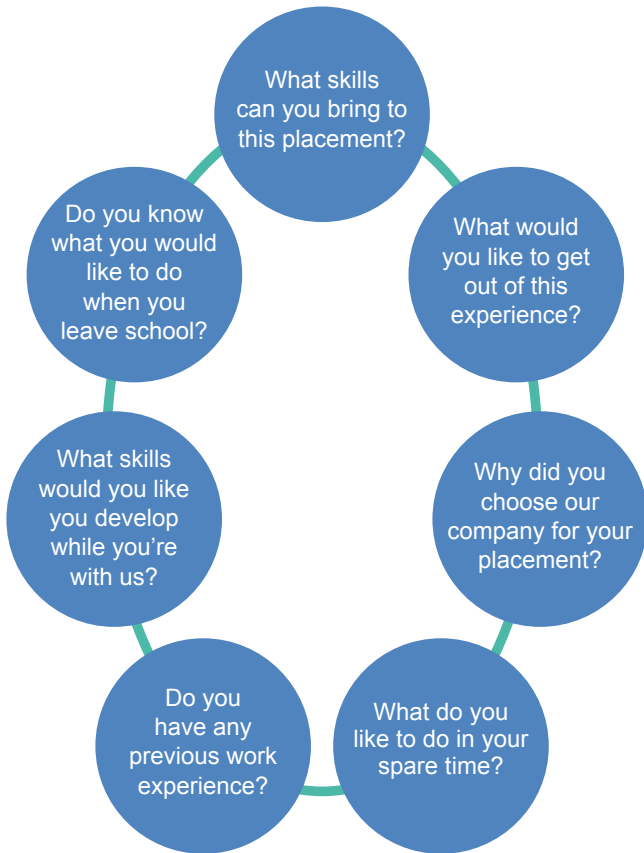 What skills
can you bring to
this placement?
What would
you like to get
out of this
experience?
Why did you
choose our
company for your
placement?
What do you
like to do in your
spare time?
Do you
have any
previous work
experience?
What skills
would you like
you develop
while you're
with us?
Do you know
what you would
like to do
when you
leave school?